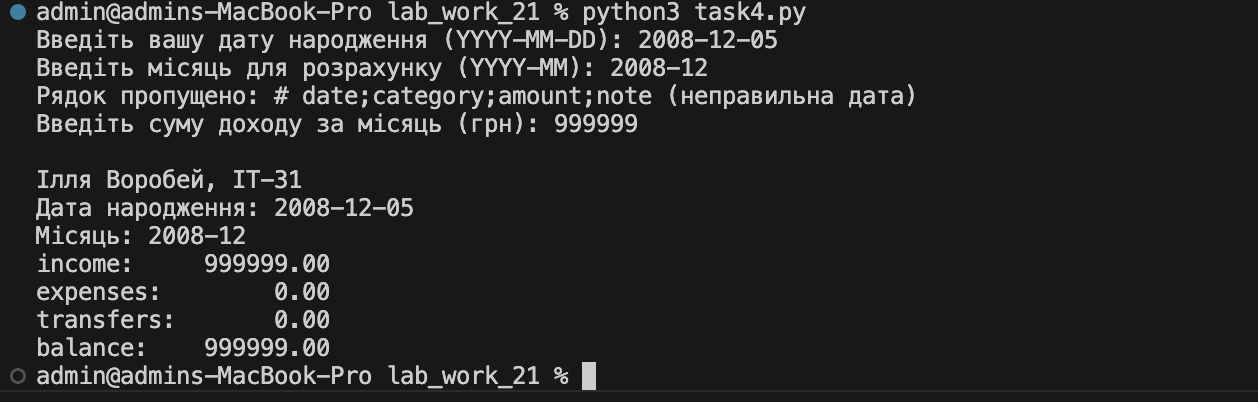 admin@admins-MacBook-Pro lab_work_21 % python3 task4.py
Введіть вашу дату народження (YYYY-MM-DD): 2008-12-05
Введіть місяць для розрахунку (YYYY-MM): 2008-12
Рядок пропущено: # date;category;amount;note (неправильна дата)
Введіть суму доходу за місяць (грн): 999999

Ілля Воробей, ІТ-31
Дата народження: 2008-12-05
Місяць: 2008-12
income:     999999.00
expenses:        0.00
transfers:       0.00
balance:    999999.00
admin@admins-MacBook-Pro lab_work_21 %